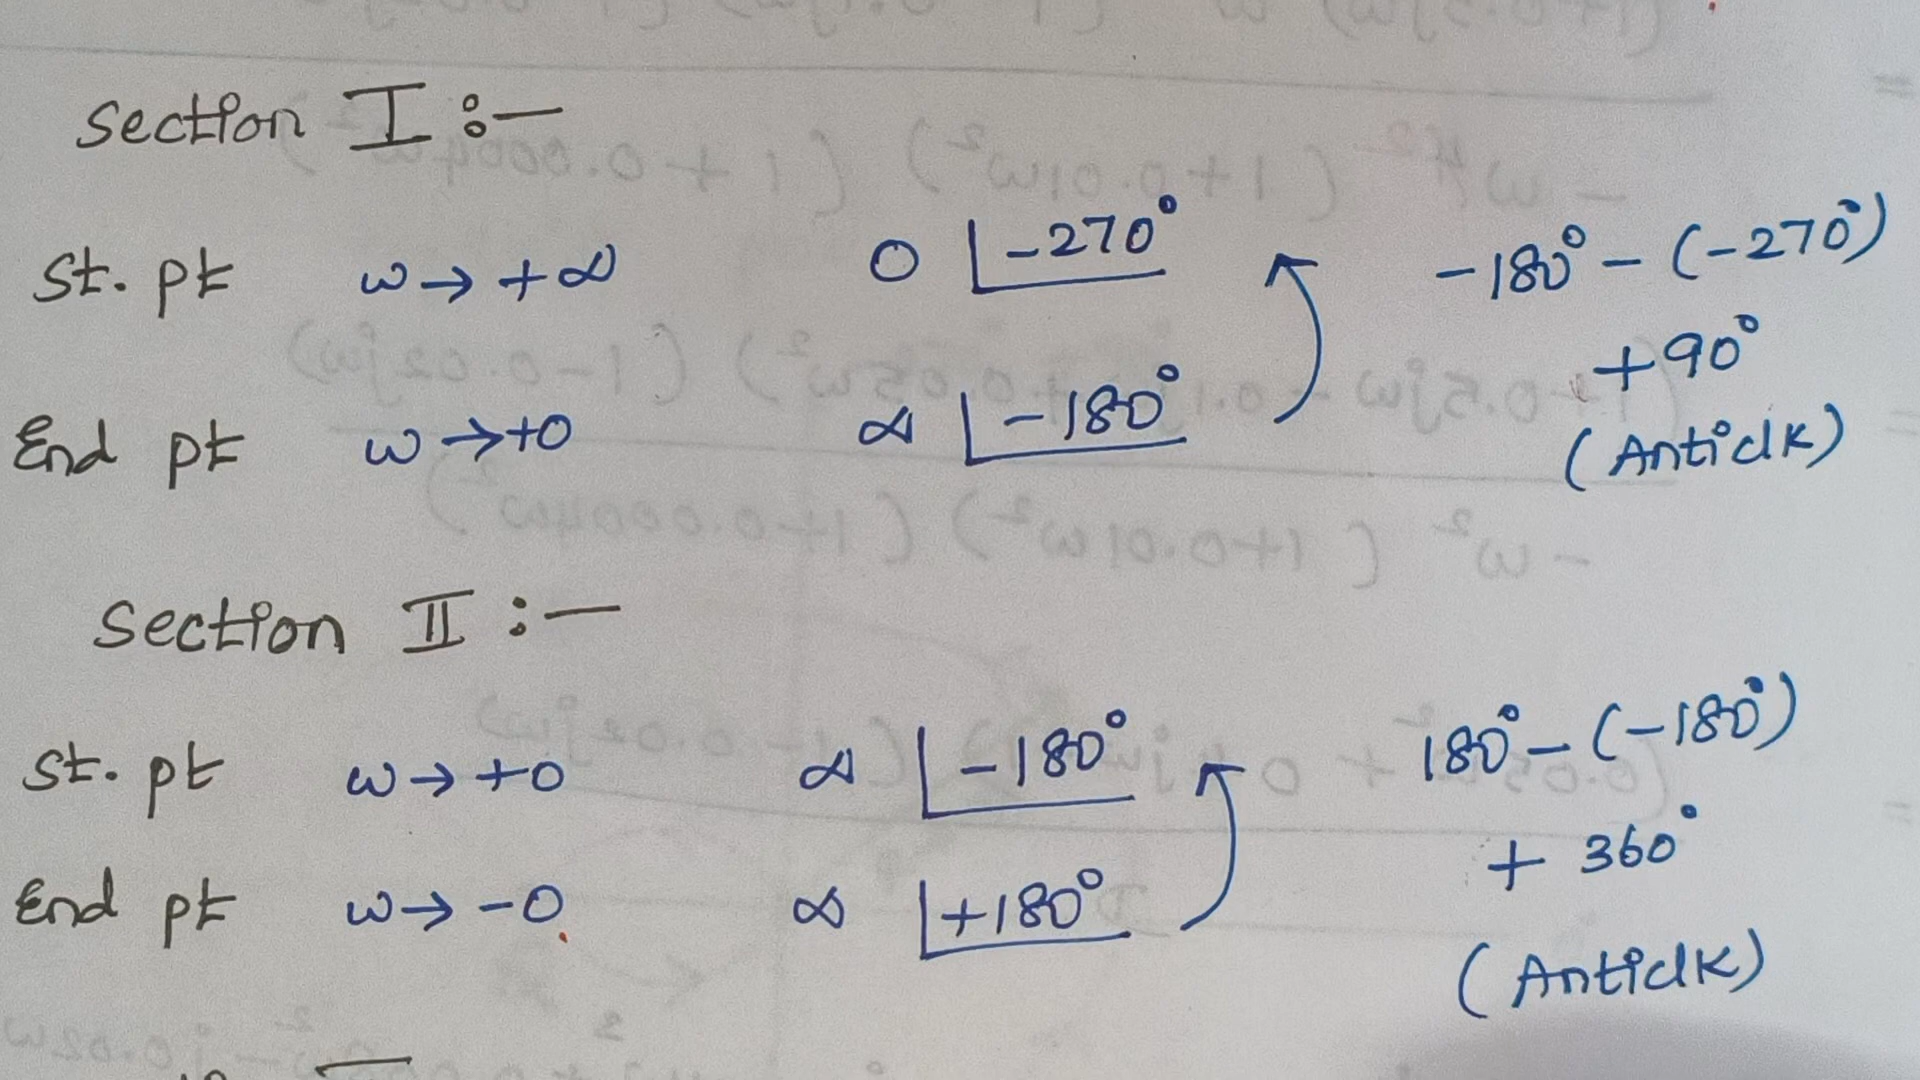 Section I :-
St. pt ω → +∞ 0 ∠-270° -180° - (-270°)
+90°
End pt ω → +0 ∞ ∠-180° (Anticlk)
Section II :-
St. pt ω → +0 ∞ ∠-180° 180° - (-180°)
+ 360°
End pt ω → -0 ∞ ∠+180°
(Anticlk)